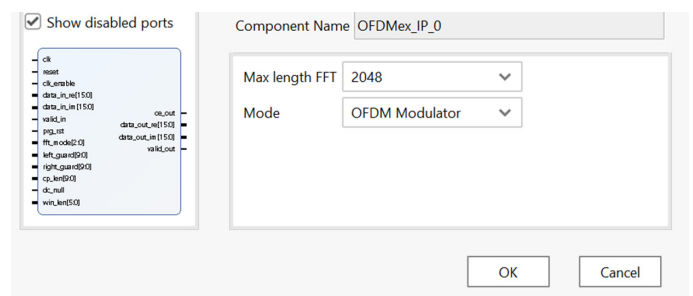 Show disabled ports
Component Name OFDMex_IP_0
clk
reset
clk_enable
data_in_re[15:0]
data_in_im[15:0]
valid_in
prg_rst
fft_mode[2:0]
left_guard[9:0]
right_guard[9:0]
cp_len[9:0]
dc_null
win_len[5:0]
ce_out
data_out_re[15:0]
data_out_im[15:0]
valid_out
Max length FFT 2048
Mode OFDM Modulator
OK Cancel